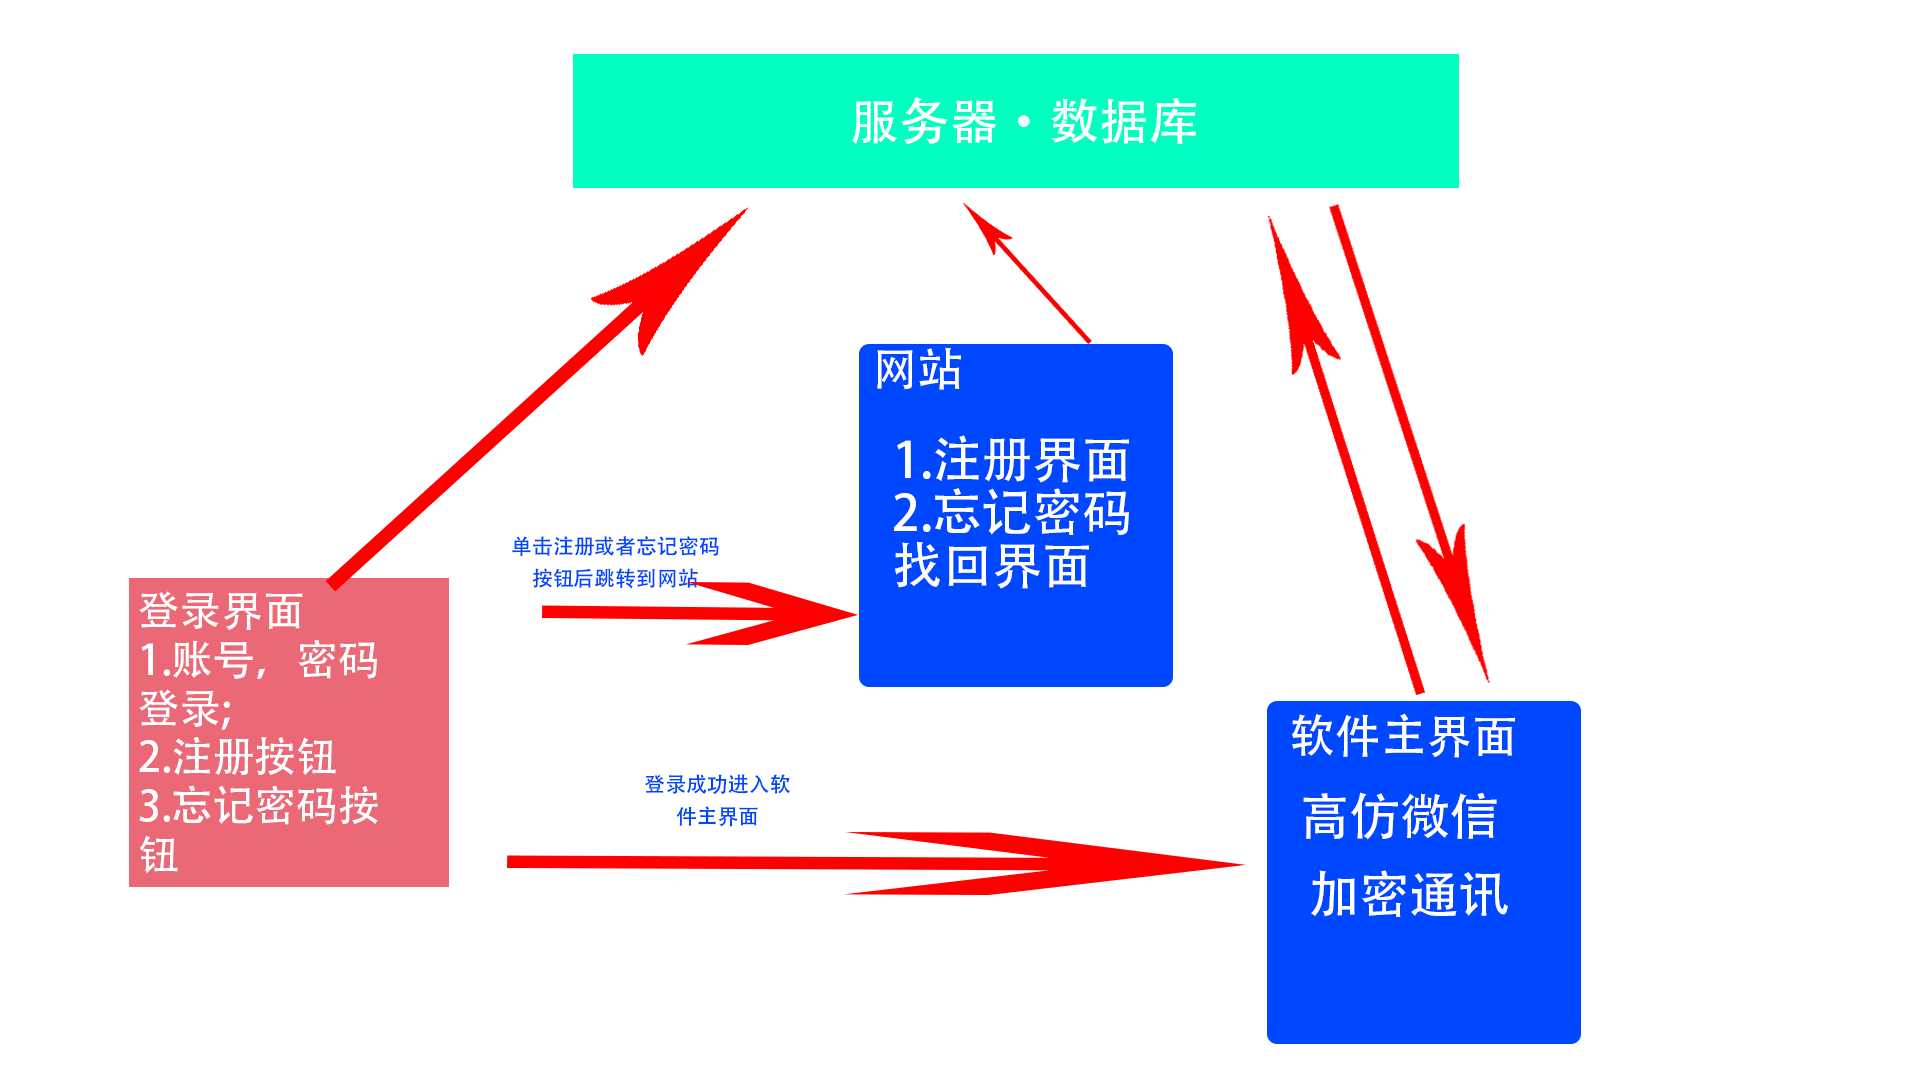 服务器·数据库
网站
1.注册界面
2.忘记密码
找回界面
单击注册或者忘记密码
按钮后跳转到网站
登录界面
1.账号，密码
登录;
2.注册按钮
3.忘记密码按
钮
登录成功进入软
件主界面
软件主界面
高仿微信
加密通讯